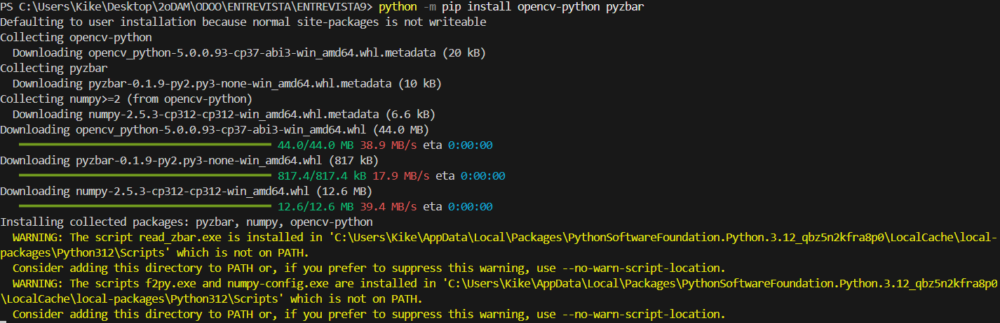 PS C:\Users\Kike\Desktop\2oDAM\ODOO\ENTREVISTA\ENTREVISTA9> python -m pip install opencv-python pyzbar
Defaulting to user installation because normal site-packages is not writeable
Collecting opencv-python
  Downloading opencv_python-5.0.0.93-cp37-abi3-win_amd64.whl.metadata (20 kB)
Collecting pyzbar
  Downloading pyzbar-0.1.9-py2.py3-none-win_amd64.whl.metadata (10 kB)
Collecting numpy>=2 (from opencv-python)
  Downloading numpy-2.5.3-cp312-cp312-win_amd64.whl.metadata (6.6 kB)
Downloading opencv_python-5.0.0.93-cp37-abi3-win_amd64.whl (44.0 MB)
44.0/44.0 MB 38.9 MB/s eta 0:00:00
Downloading pyzbar-0.1.9-py2.py3-none-win_amd64.whl (817 kB)
817.4/817.4 kB 17.9 MB/s eta 0:00:00
Downloading numpy-2.5.3-cp312-cp312-win_amd64.whl (12.6 MB)
12.6/12.6 MB 39.4 MB/s eta 0:00:00
Installing collected packages: pyzbar, numpy, opencv-python
  WARNING: The script read_zbar.exe is installed in 'C:\Users\Kike\AppData\Local\Packages\PythonSoftwareFoundation.Python.3.12_qbz5n2kfra8p0\LocalCache\local-
packages\Python312\Scripts' which is not on PATH.
  Consider adding this directory to PATH or, if you prefer to suppress this warning, use --no-warn-script-location.
  WARNING: The scripts f2py.exe and numpy-config.exe are installed in 'C:\Users\Kike\AppData\Local\Packages\PythonSoftwareFoundation.Python.3.12_qbz5n2kfra8p0
\LocalCache\local-packages\Python312\Scripts' which is not on PATH.
  Consider adding this directory to PATH or, if you prefer to suppress this warning, use --no-warn-script-location.